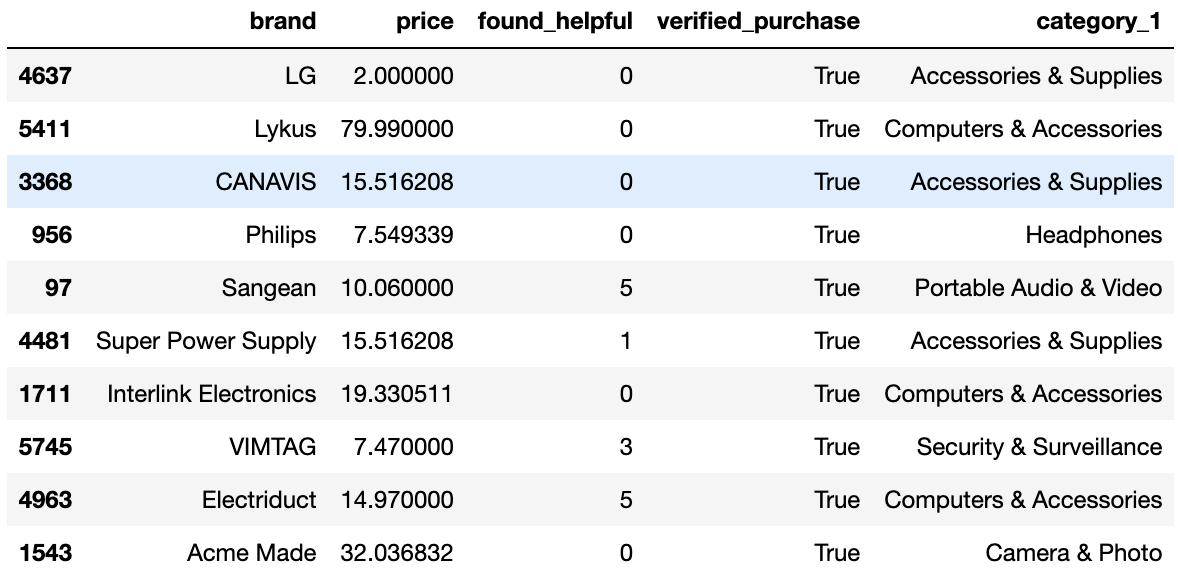 brand price found_helpful verified_purchase category_1
4637 LG 2.000000 0 True Accessories & Supplies
5411 Lykus 79.990000 0 True Computers & Accessories
3368 CANAVIS 15.516208 0 True Accessories & Supplies
956 Philips 7.549339 0 True Headphones
97 Sangean 10.060000 5 True Portable Audio & Video
4481 Super Power Supply 15.516208 1 True Accessories & Supplies
1711 Interlink Electronics 19.330511 0 True Computers & Accessories
5745 VIMTAG 7.470000 3 True Security & Surveillance
4963 Electriduct 14.970000 5 True Computers & Accessories
1543 Acme Made 32.036832 0 True Camera & Photo